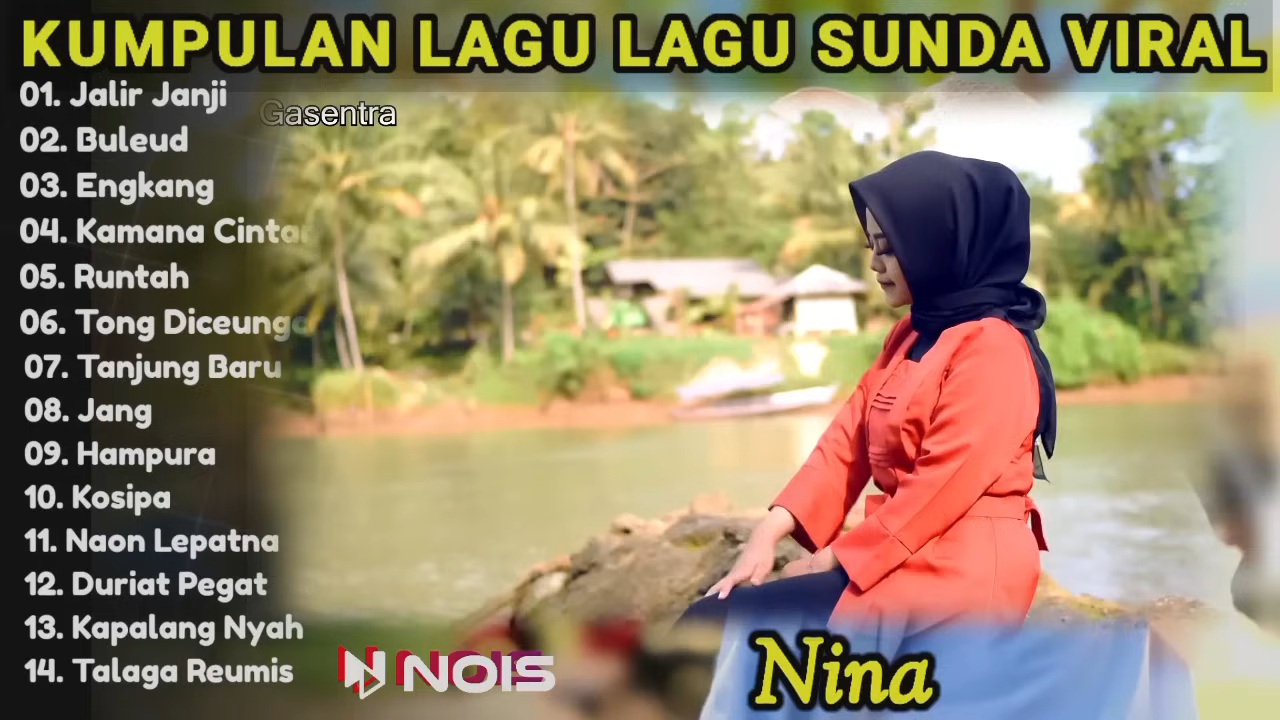 KUMPULAN LAGU LAGU SUNDA VIRAL
01. Jalir Janji
Gasentra
02. Buleud
03. Engkang
04. Kamana Cinta
05. Runtah
06. Tong Diceunga
07. Tanjung Baru
08. Jang
09. Hampura
10. Kosipa
11. Naon Lepatna
12. Duriat Pegat
13. Kapalang Nyah
14. Talaga Reumis
NOIS
Nina